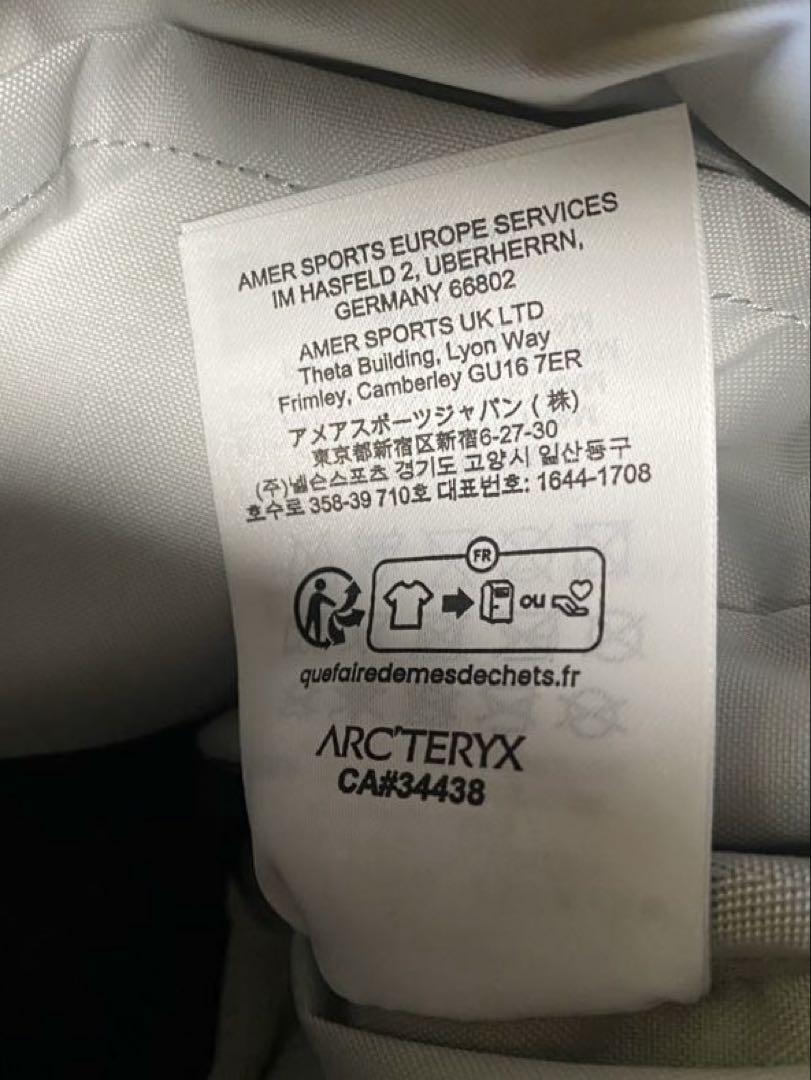 AMER SPORTS EUROPE SERVICES
IM HASFELD 2, UBERHERRN,
GERMANY 66802
AMER SPORTS UK LTD
Theta Building, Lyon Way
Frimley, Camberley GU16 7ER
アメアスポーツジャパン ( 株)
東京都新宿区新宿6-27-30
(주)넬슨스포츠 경기도 고양시 일산동구
호수로 358-39 710호 대표번호: 1644-1708
FR
ou
quefairedemesdechets.fr
ARC'TERYX
CA#34438